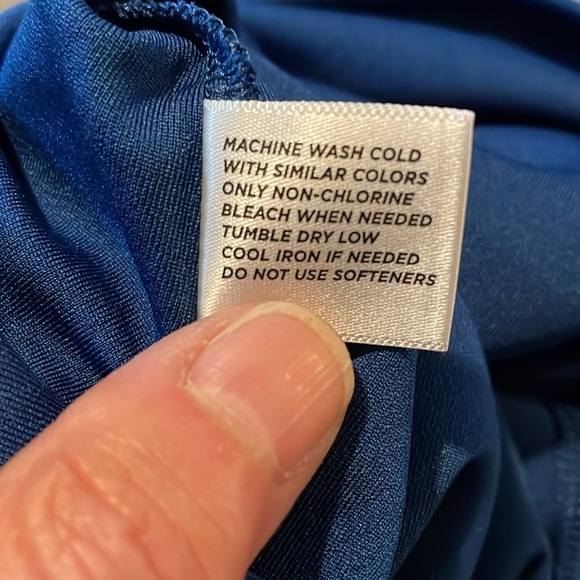 MACHINE WASH COLD
WITH SIMILAR COLORS
ONLY NON-CHLORINE
BLEACH WHEN NEEDED
TUMBLE DRY LOW
COOL IRON IF NEEDED
DO NOT USE SOFTENERS